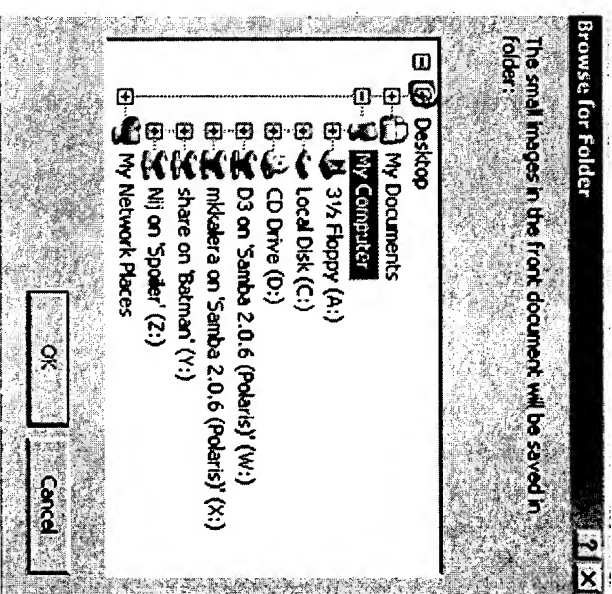 Browse for Folder
? X
The small images in the front document will be saved in
folder:
Desktop
My Documents
My Computer
3½ Floppy (A:)
Local Disk (C:)
CD Drive (D:)
D3 on 'Samba 2.0.6 (Polaris)' (W:)
mkkalera on 'Samba 2.0.6 (Polaris)' (X:)
share on 'Batman' (Y:)
Nij on 'Spoiler' (Z:)
My Network Places
OK
Cancel